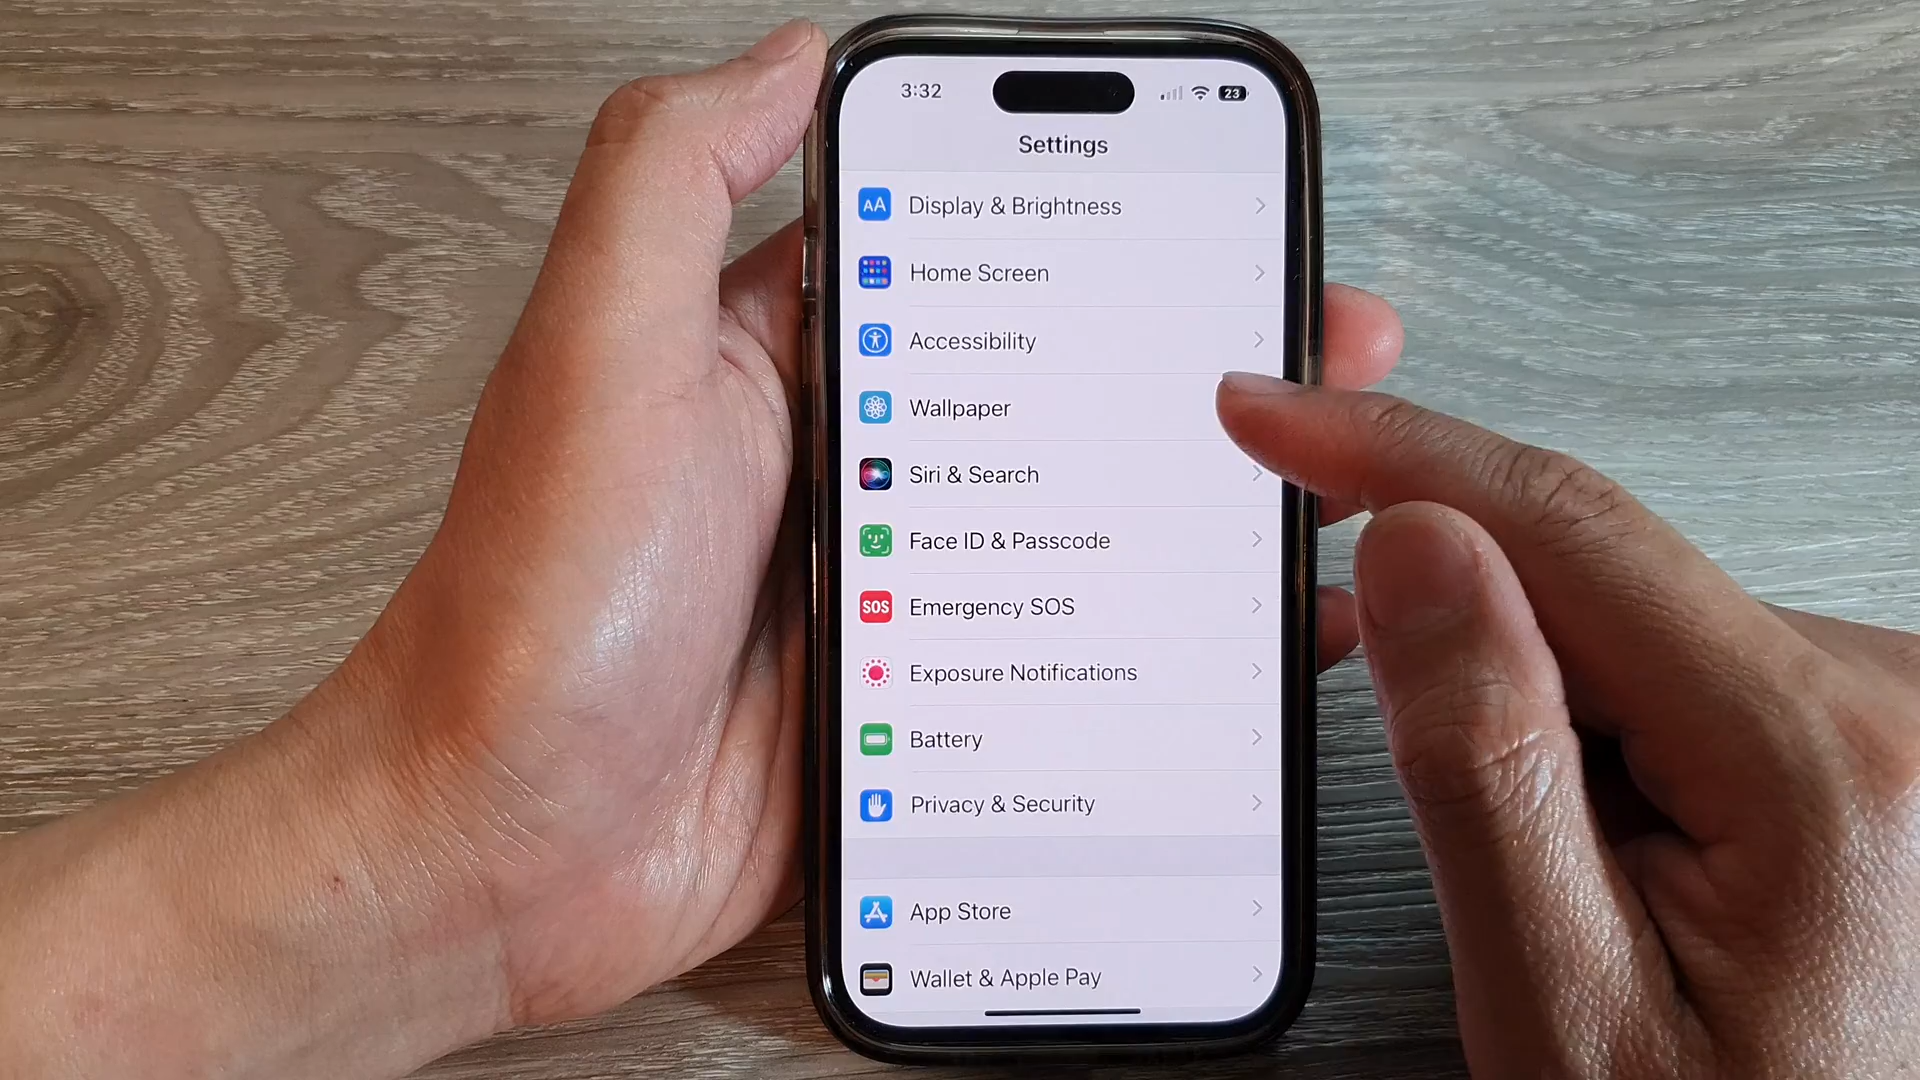 3:32
23
Settings
AA
Display & Brightness
Home Screen
Accessibility
Wallpaper
Siri & Search
Face ID & Passcode
SOS
Emergency SOS
Exposure Notifications
Battery
Privacy & Security
App Store
Wallet & Apple Pay